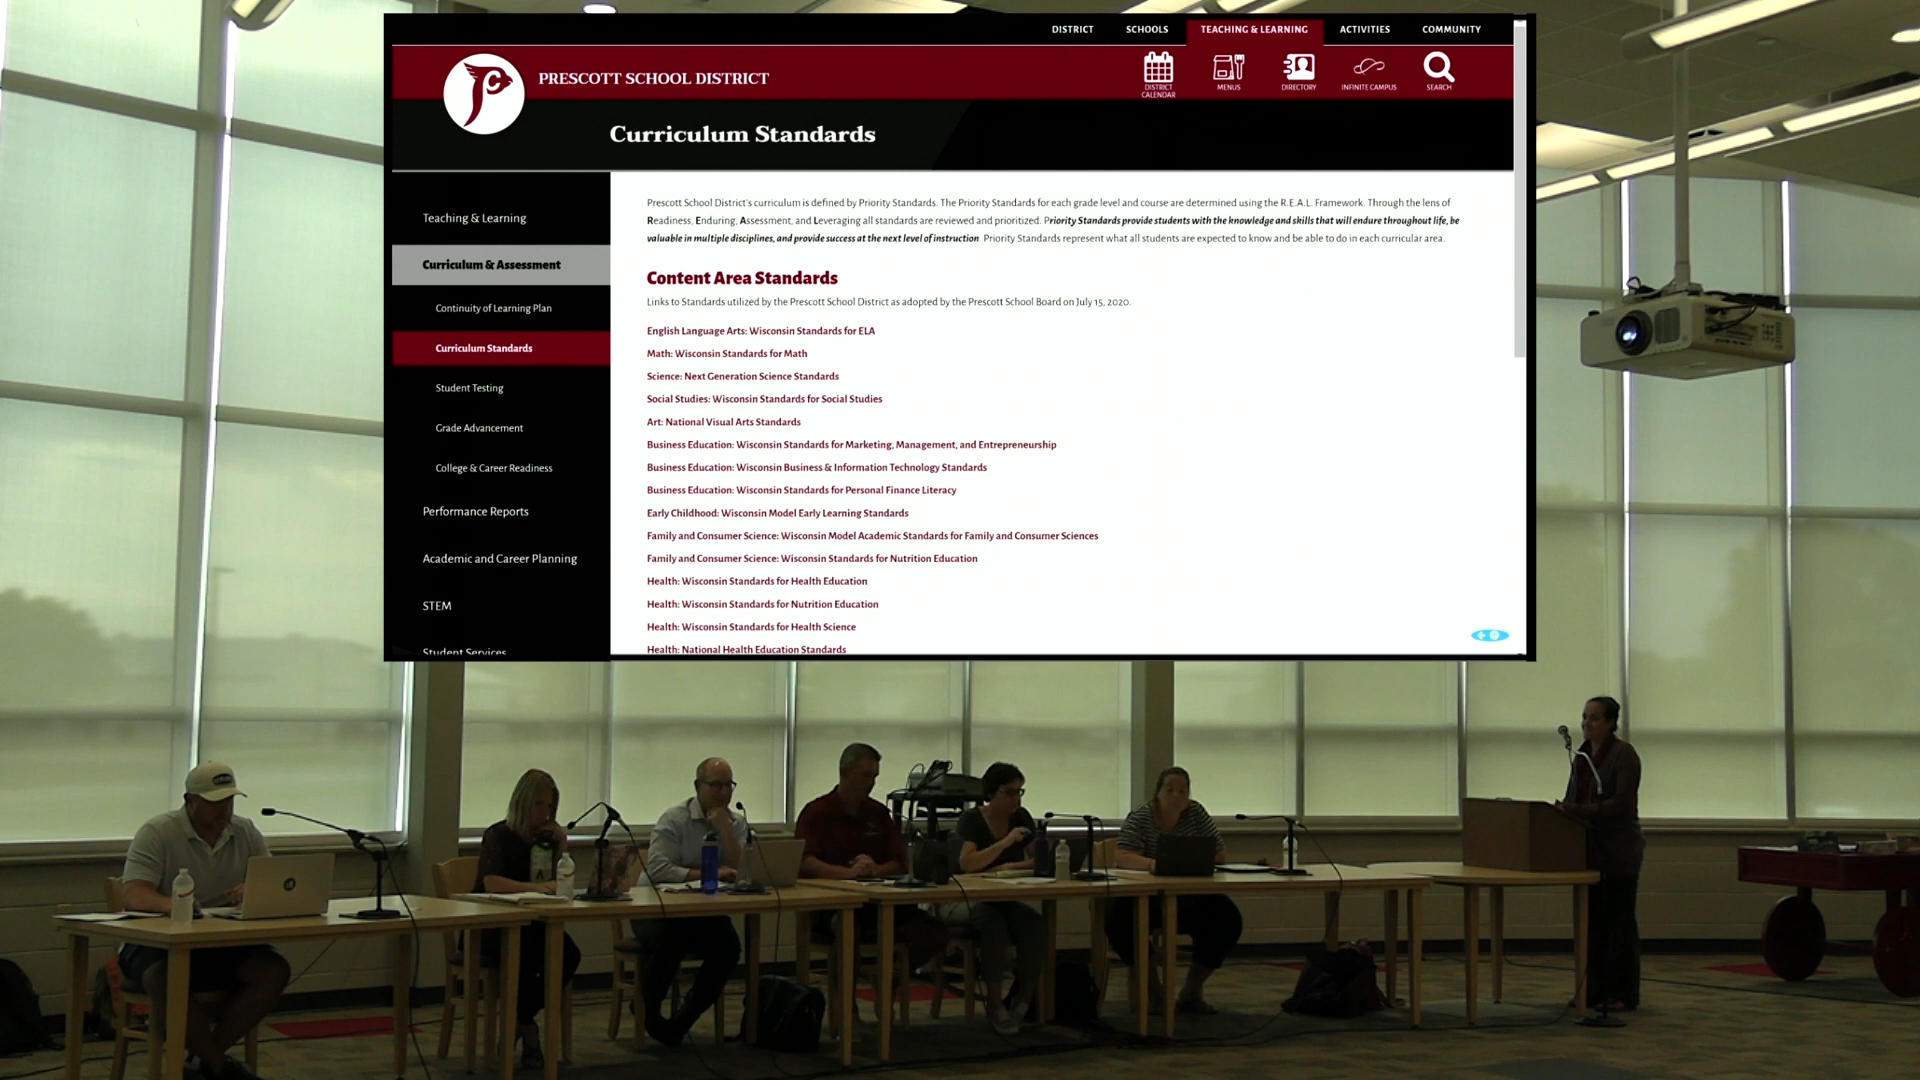 DISTRICT SCHOOLS TEACHING & LEARNING ACTIVITIES COMMUNITY
PRESCOTT SCHOOL DISTRICT
DISTRICT CALENDAR
MENUS
DIRECTORY
INFINITE CAMPUS
SEARCH
Curriculum Standards
Teaching & Learning
Curriculum & Assessment
Continuity of Learning Plan
Curriculum Standards
Student Testing
Grade Advancement
College & Career Readiness
Performance Reports
Academic and Career Planning
STEM
Student Services
Prescott School District's curriculum is defined by Priority Standards. The Priority Standards for each grade level and course are determined using the R.E.A.L. Framework. Through the lens of
Readiness, Enduring, Assessment, and Leveraging all standards are reviewed and prioritized. Priority Standards provide students with the knowledge and skills that will endure throughout life, be
valuable in multiple disciplines, and provide success at the next level of instruction. Priority Standards represent what all students are expected to know and be able to do in each curricular area.
Content Area Standards
Links to Standards utilized by the Prescott School District as adopted by the Prescott School Board on July 15, 2020.
English Language Arts: Wisconsin Standards for ELA
Math: Wisconsin Standards for Math
Science: Next Generation Science Standards
Social Studies: Wisconsin Standards for Social Studies
Art: National Visual Arts Standards
Business Education: Wisconsin Standards for Marketing, Management, and Entrepreneurship
Business Education: Wisconsin Business & Information Technology Standards
Business Education: Wisconsin Standards for Personal Finance Literacy
Early Childhood: Wisconsin Model Early Learning Standards
Family and Consumer Science: Wisconsin Model Academic Standards for Family and Consumer Sciences
Family and Consumer Science: Wisconsin Standards for Nutrition Education
Health: Wisconsin Standards for Health Education
Health: Wisconsin Standards for Nutrition Education
Health: Wisconsin Standards for Health Science
Health: National Health Education Standards